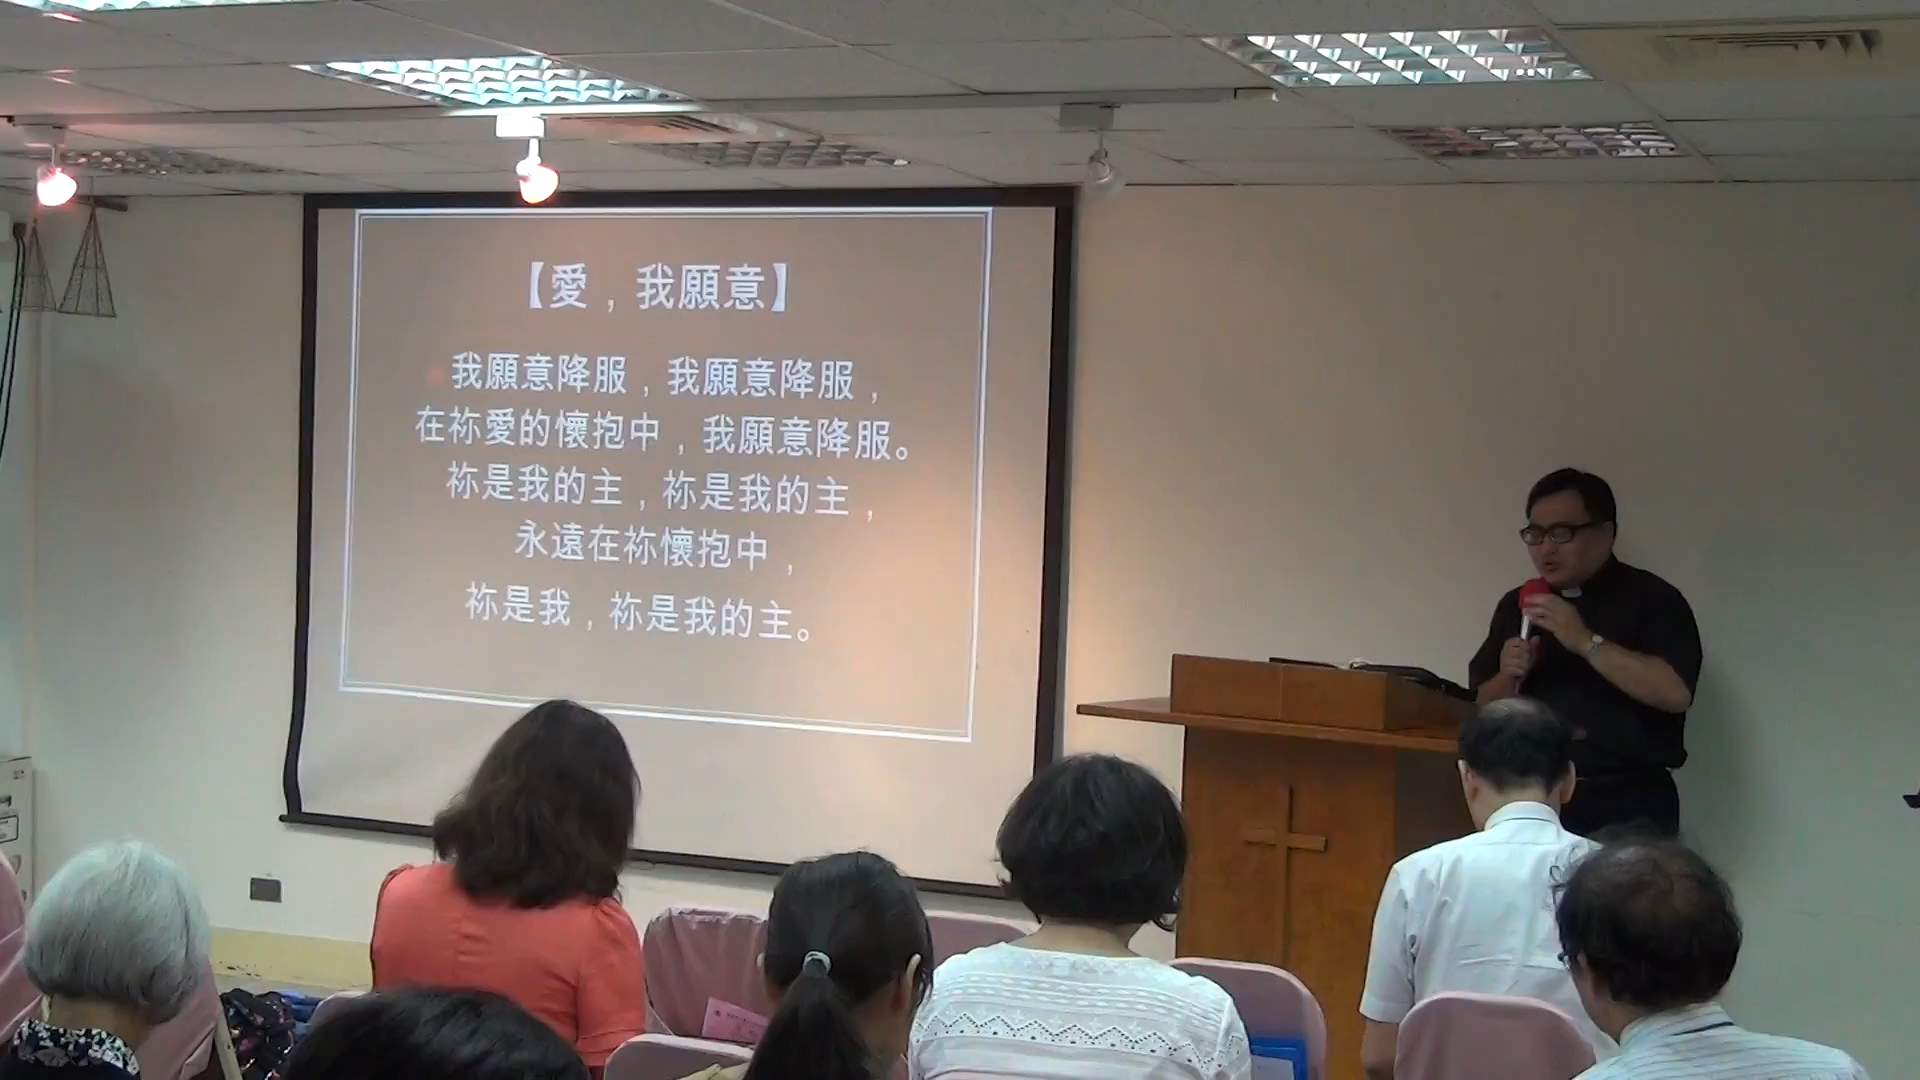 【愛，我願意】
我願意降服，我願意降服，
在祢愛的懷抱中，我願意降服。
祢是我的主，祢是我的主，
永遠在祢懷抱中，
祢是我，祢是我的主。